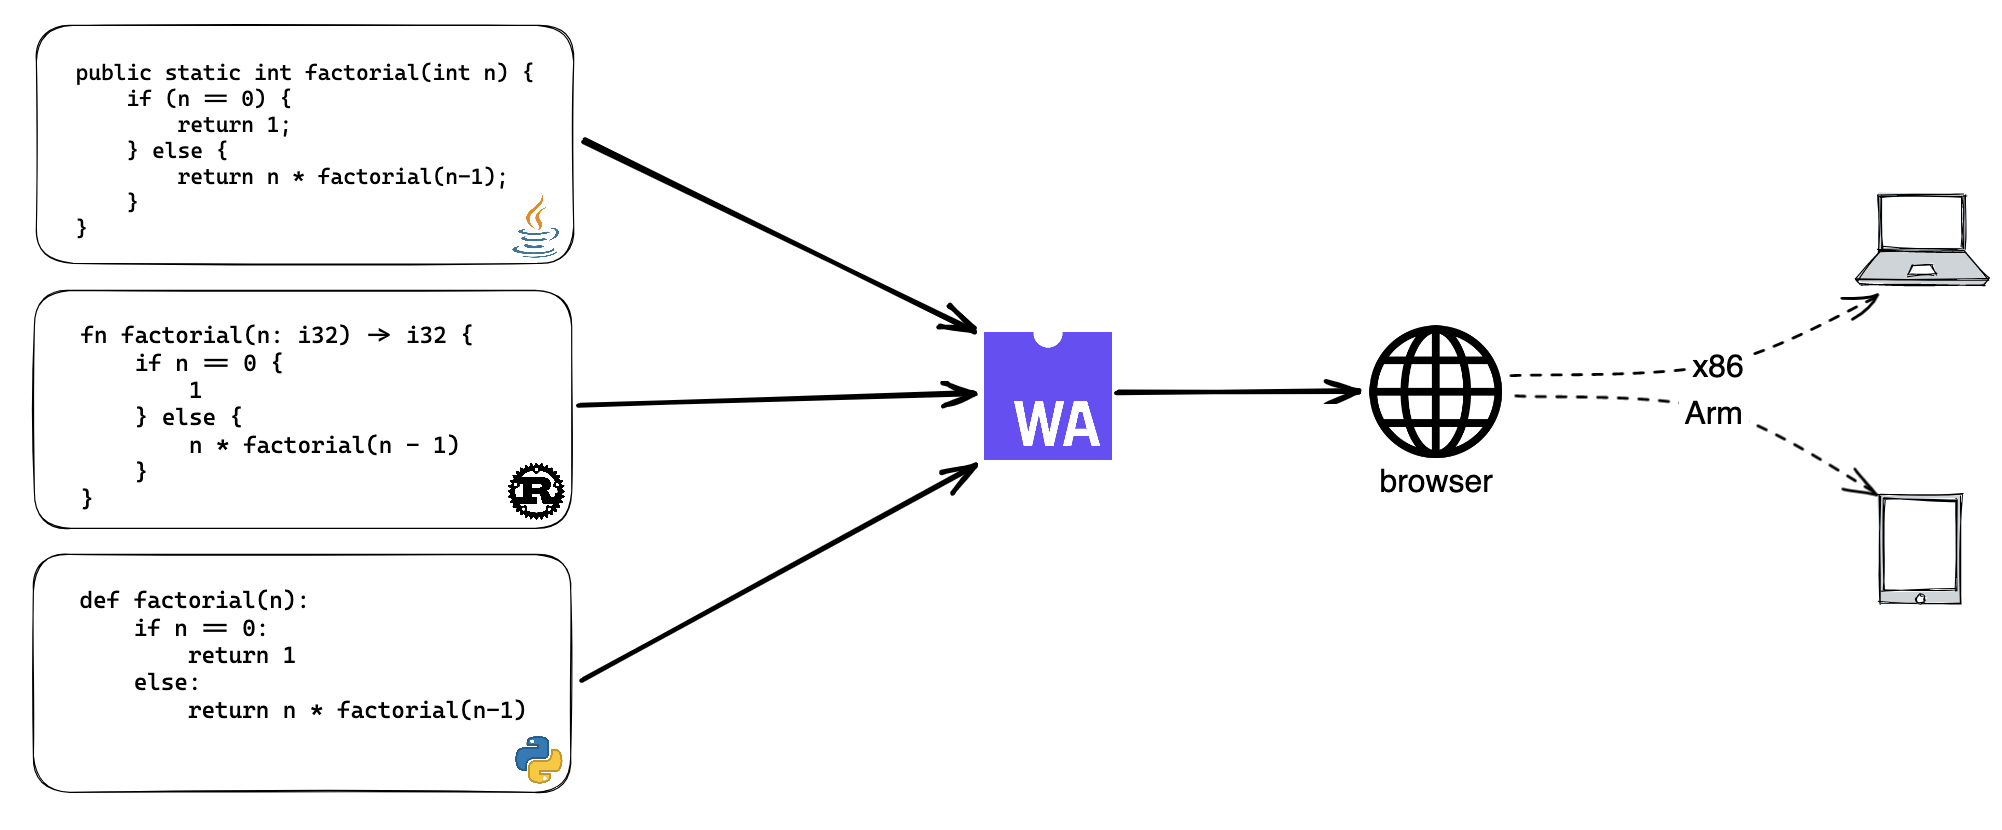 public static int factorial(int n) {
    if (n == 0) {
        return 1;
    } else {
        return n * factorial(n-1);
    }
}
fn factorial(n: i32) -> i32 {
    if n == 0 {
        1
    } else {
        n * factorial(n - 1)
    }
}
R
def factorial(n):
    if n == 0:
        return 1
    else:
        return n * factorial(n-1)
WA
browser
x86
Arm